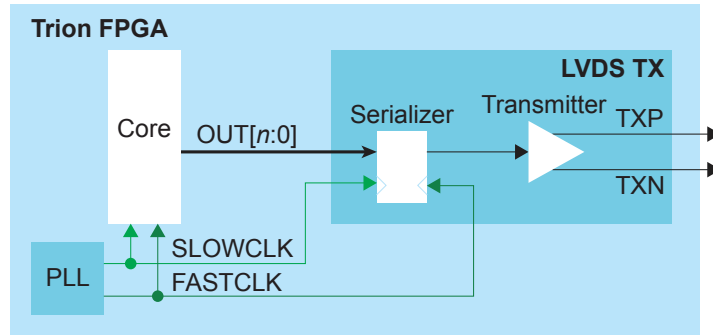 Trion FPGA
LVDS TX
Core
OUT[n:0]
Serializer
Transmitter
TXP
TXN
SLOWCLK
PLL
FASTCLK